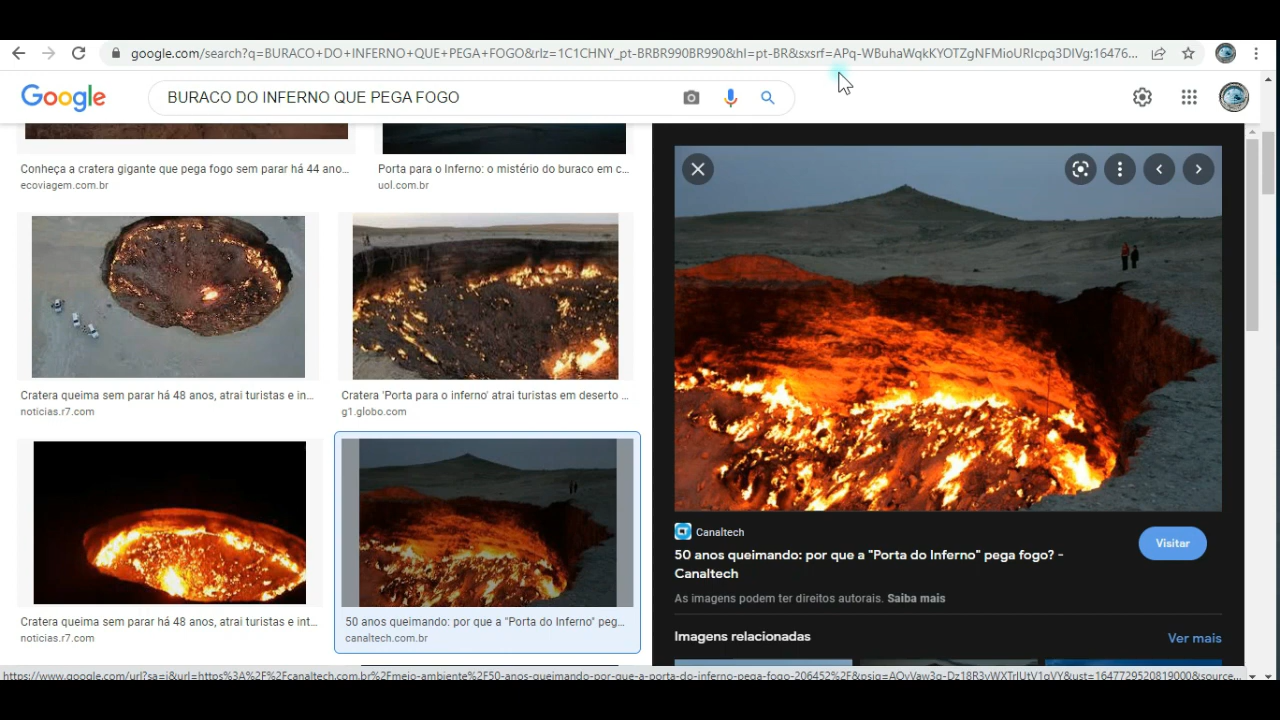 google.com/search?q=BURACO+DO+INFERNO+QUE+PEGA+FOGO&rlz=1C1CHNY_pt-BRBR990BR990&hl=pt-BR&sxsrf=APq-WBuhaWqkKYOTZgNFMioURIcpq3DIVg:16476...
Google
BURACO DO INFERNO QUE PEGA FOGO
Conheça a cratera gigante que pega fogo sem parar há 44 ano...
ecoviagem.com.br
Porta para o Inferno: o mistério do buraco em c...
uol.com.br
Cratera queima sem parar há 48 anos, atrai turistas e in...
noticias.r7.com
Cratera 'Porta para o inferno' atrai turistas em deserto ...
g1.globo.com
Cratera queima sem parar há 48 anos, atrai turistas e int...
noticias.r7.com
50 anos queimando: por que a "Porta do Inferno" peg...
canaltech.com.br
Canaltech
Visitar
50 anos queimando: por que a "Porta do Inferno" pega fogo? -
Canaltech
As imagens podem ter direitos autorais. Saiba mais
Imagens relacionadas
Ver mais